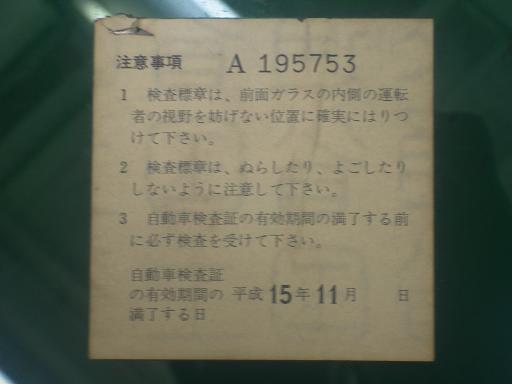 注意事項 A 195753
1 検査標章は、前面ガラスの内側の運転
者の視野を妨げない位置に確実にはりつ
けて下さい。
2 検査標章は、ぬらしたり、よごしたり
しないように注意して下さい。
3 自動車検査証の有効期間の満了する前
に必ず検査を受けて下さい。
自動車検査証
の有効期間の 平成 15年 11月 日
満了する日